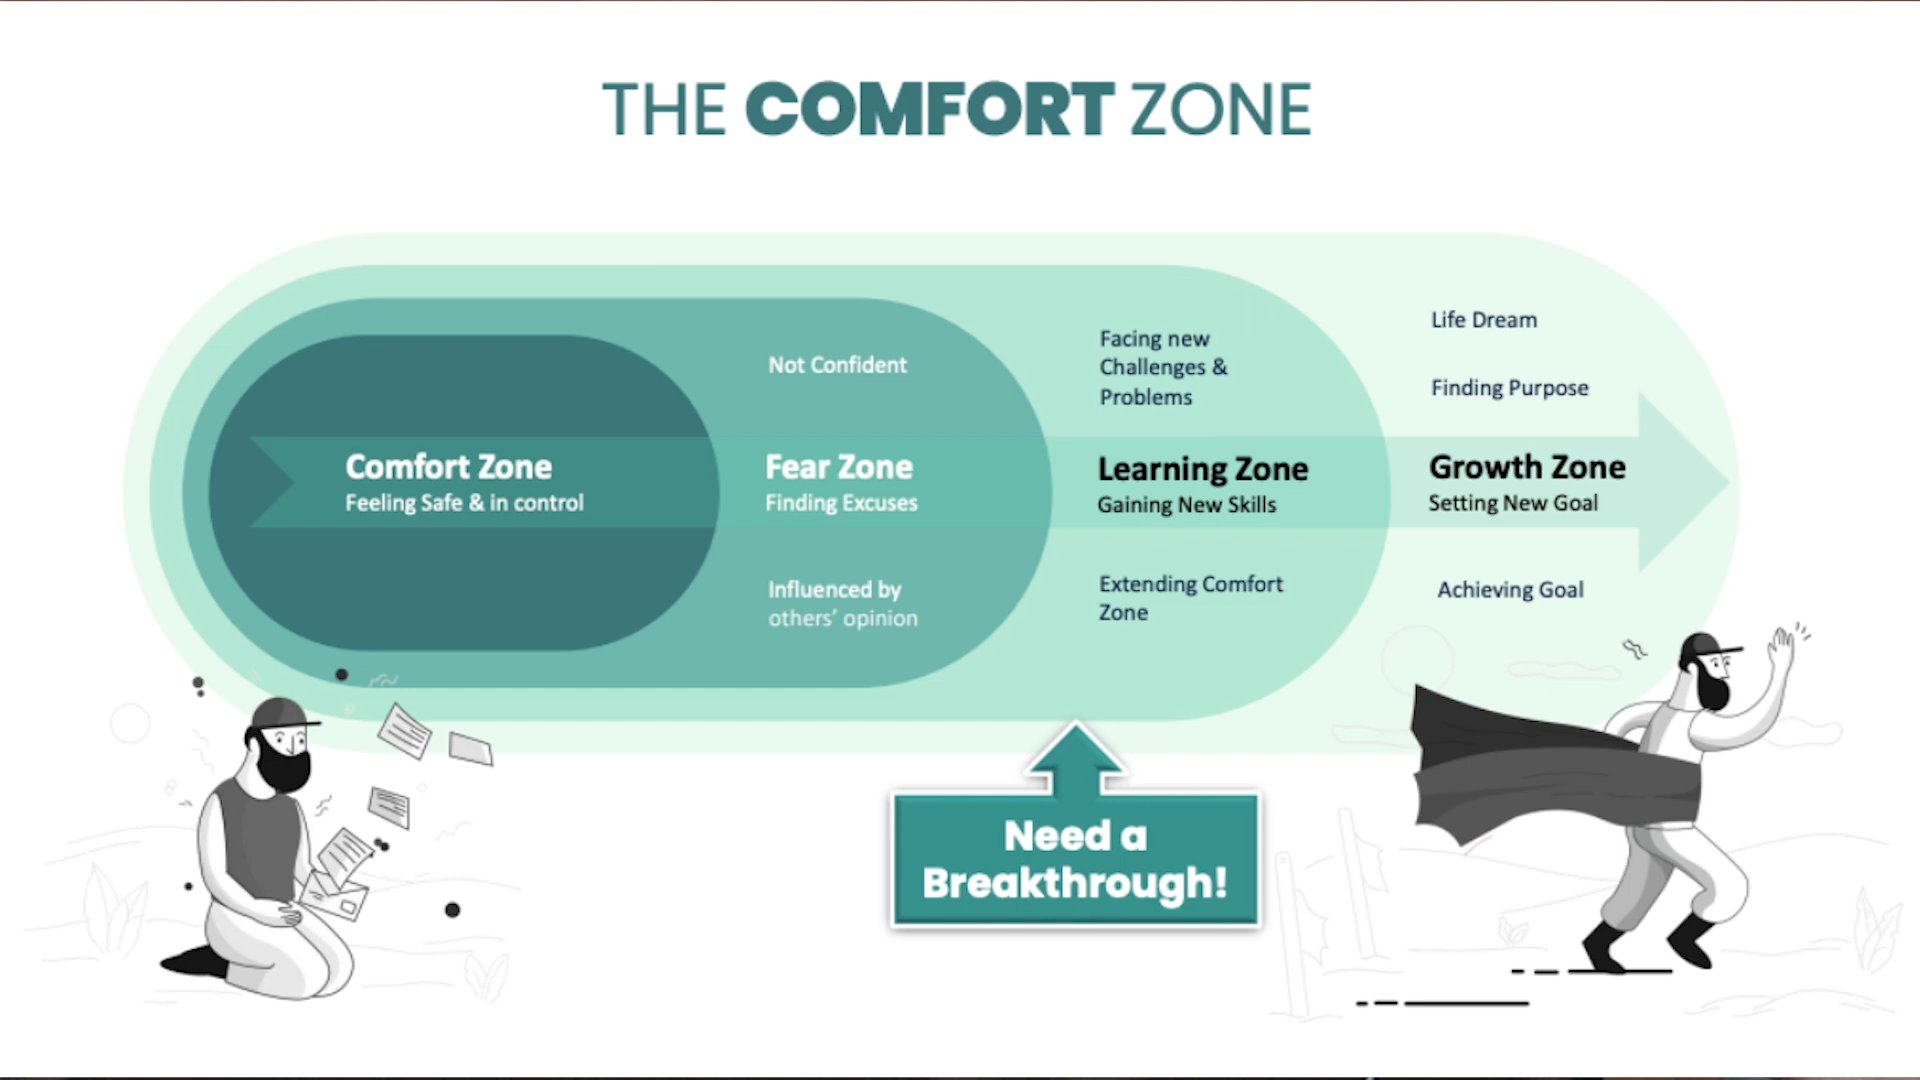 THE COMFORT ZONE
Comfort Zone
Feeling Safe & in control
Not Confident
Fear Zone
Finding Excuses
Influenced by
others’ opinion
Facing new
Challenges &
Problems
Learning Zone
Gaining New Skills
Extending Comfort
Zone
Life Dream
Finding Purpose
Growth Zone
Setting New Goal
Achieving Goal
Need a
Breakthrough!